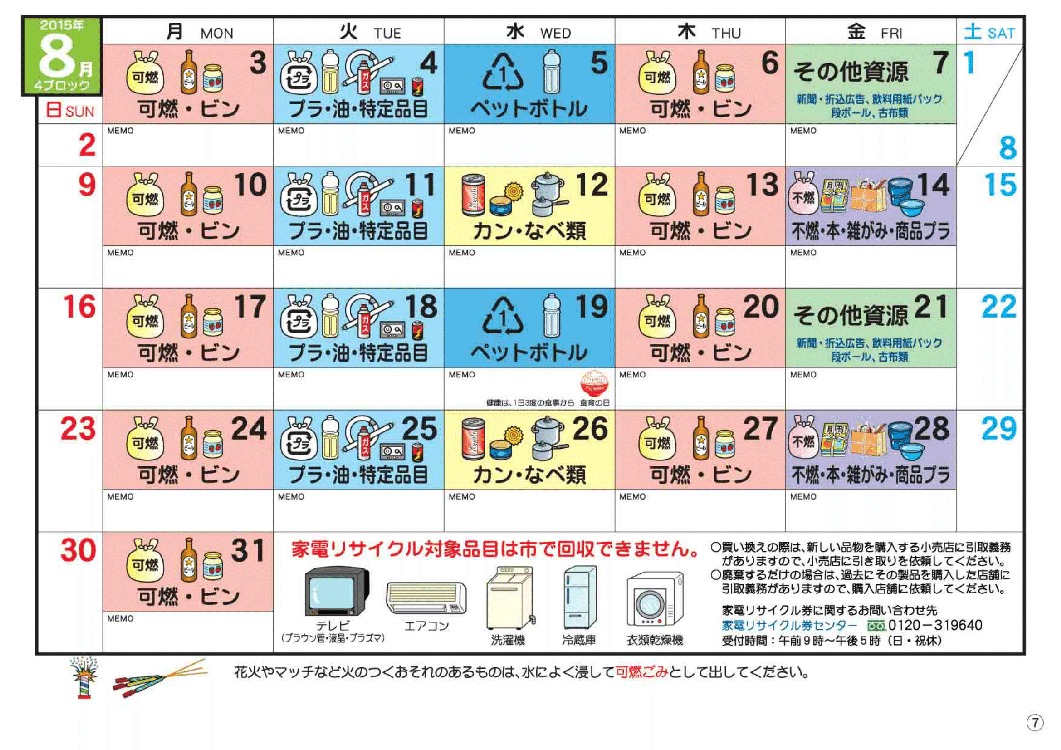 2015年
8月
4ブロック
月 MON
火 TUE
水 WED
木 THU
金 FRI
土 SAT
日 SUN
可燃
3
可燃・ビン
プラ
ガス
4
プラ・油・特定品目
1
5
ペットボトル
可燃
6
可燃・ビン
その他資源
7
新聞・折込広告、飲料用紙パック
段ボール、古布類
1
8
2
MEMO
MEMO
MEMO
MEMO
MEMO
9
可燃
10
可燃・ビン
プラ
ガス
11
プラ・油・特定品目
12
カン・なべ類
可燃
13
可燃・ビン
不燃
14
不燃・本・雑がみ・商品プラ
15
MEMO
MEMO
MEMO
MEMO
MEMO
16
可燃
17
可燃・ビン
プラ
ガス
18
プラ・油・特定品目
1
19
ペットボトル
可燃
20
可燃・ビン
その他資源
21
新聞・折込広告、飲料用紙パック
段ボール、古布類
22
MEMO
MEMO
MEMO
MEMO
MEMO
健康は、1日3度の食事から 食育の日
23
可燃
24
可燃・ビン
プラ
ガス
25
プラ・油・特定品目
26
カン・なべ類
可燃
27
可燃・ビン
不燃
28
不燃・本・雑がみ・商品プラ
29
MEMO
MEMO
MEMO
MEMO
MEMO
30
可燃
31
可燃・ビン
MEMO
家電リサイクル対象品目は市で回収できません。
テレビ
(ブラウン管・液晶・プラズマ)
エアコン
洗濯機
冷蔵庫
衣類乾燥機
○買い換えの際は、新しい品物を購入する小売店に引取義務
がありますので、小売店に引き取りを依頼してください。
○廃棄するだけの場合は、過去にその製品を購入した店舗に
引取義務がありますので、購入店舗に依頼してください。
家電リサイクル券に関するお問い合わせ先
家電リサイクル券センター 0120-319640
受付時間：午前9時～午後5時（日・祝休）
花火やマッチなど火のつくおそれのあるものは、水によく浸して可燃ごみとして出してください。
⑦